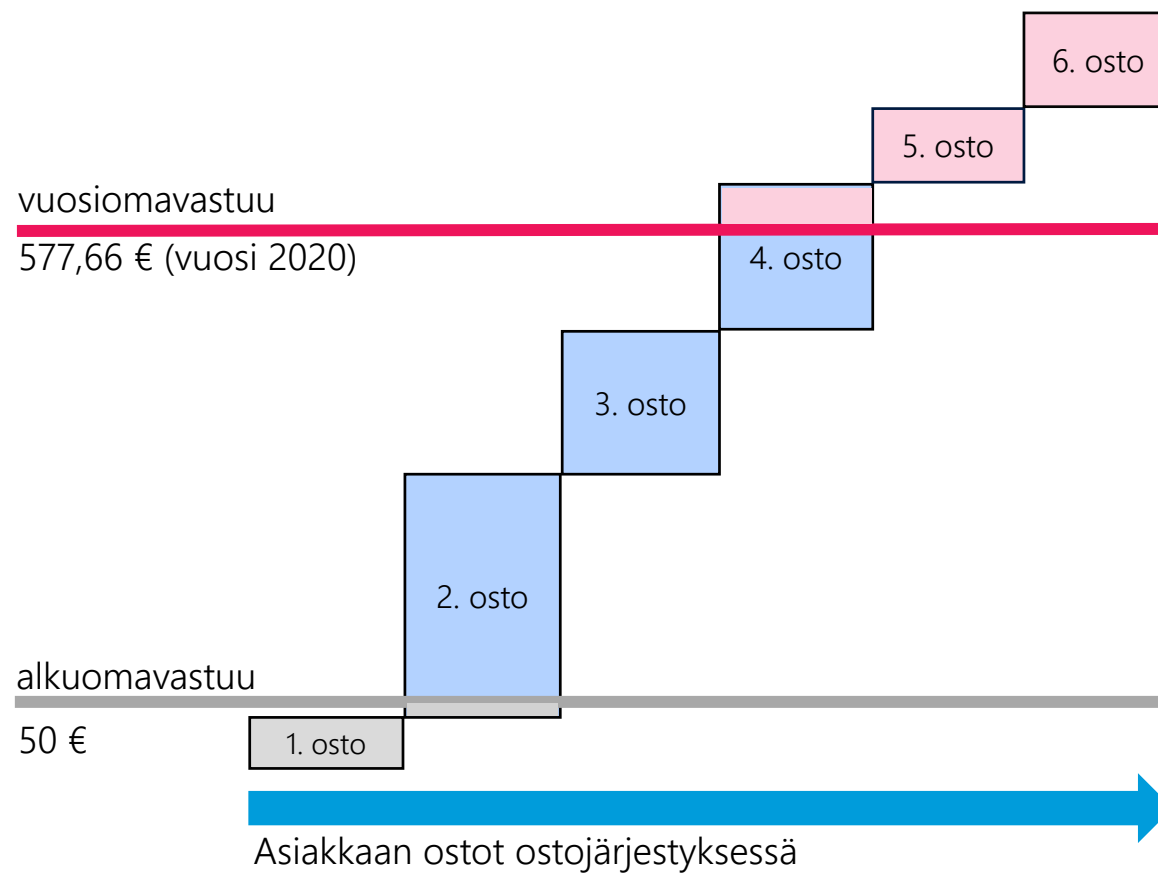 6. osto
5. osto
vuosiomavastuu
577,66 € (vuosi 2020)
4. osto
3. osto
2. osto
alkuomavastuu
50 €
1. osto
Asiakkaan ostot ostojärjestyksessä